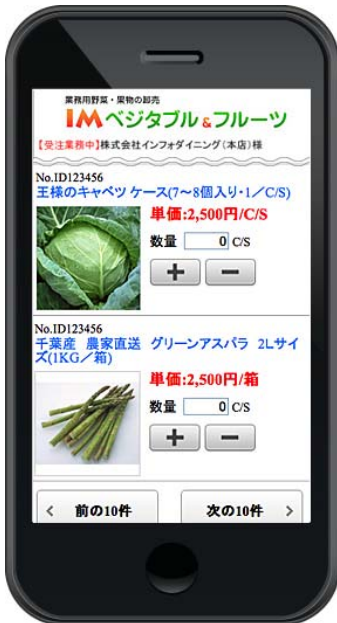 業務用野菜・果物の卸売
IMベジタブル&フルーツ
【受注業務中】株式会社インフォダイニング(本店)様
No.ID123456
王様のキャベツ ケース(7〜8個入り・1/C/S)
単価:2,500円/C/S
数量 0 C/S
+ −
No.ID123456
千葉産 農家直送 グリーンアスパラ 2Lサイ
ズ(1KG/箱)
単価:2,500円/箱
数量 0 C/S
+ −
< 前の10件 次の10件 >